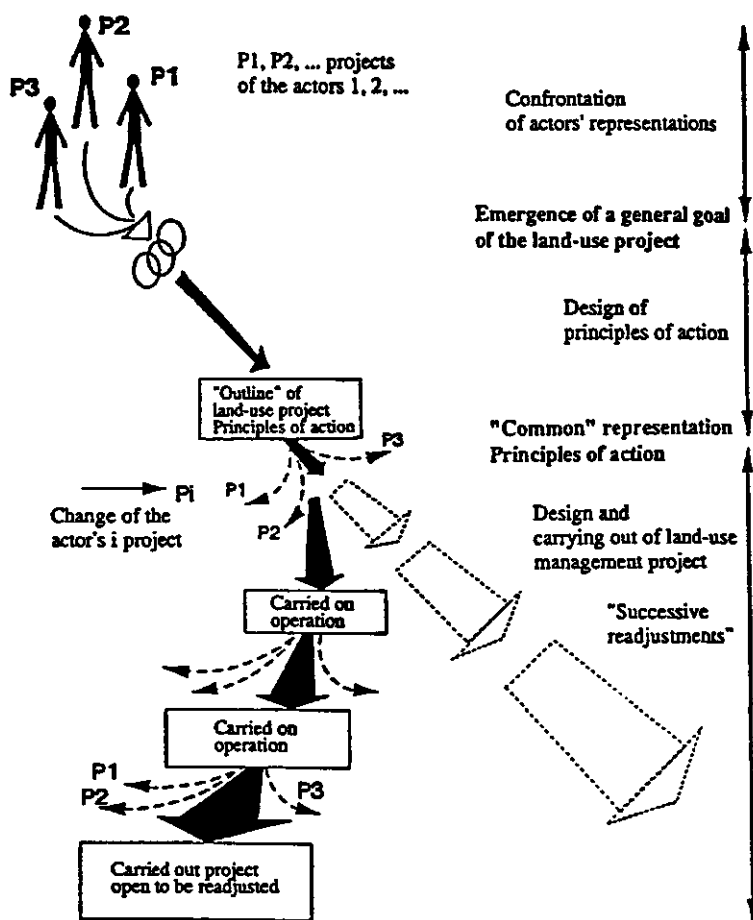 P2
P3
P1
P1, P2, ... projects
of the actors 1, 2, ...
Confrontation
of actors' representations
Emergence of a general goal
of the land-use project
Design of
principles of action
"Outline" of
land-use project
Principles of action
"Common" representation
Principles of action
P3
P1
P2
Pi
Change of the
actor's i project
Design and
carrying out of land-use
management project
"Successive
readjustments"
Carried on
operation
Carried on
operation
P1
P2
P3
Carried out project
open to be readjusted